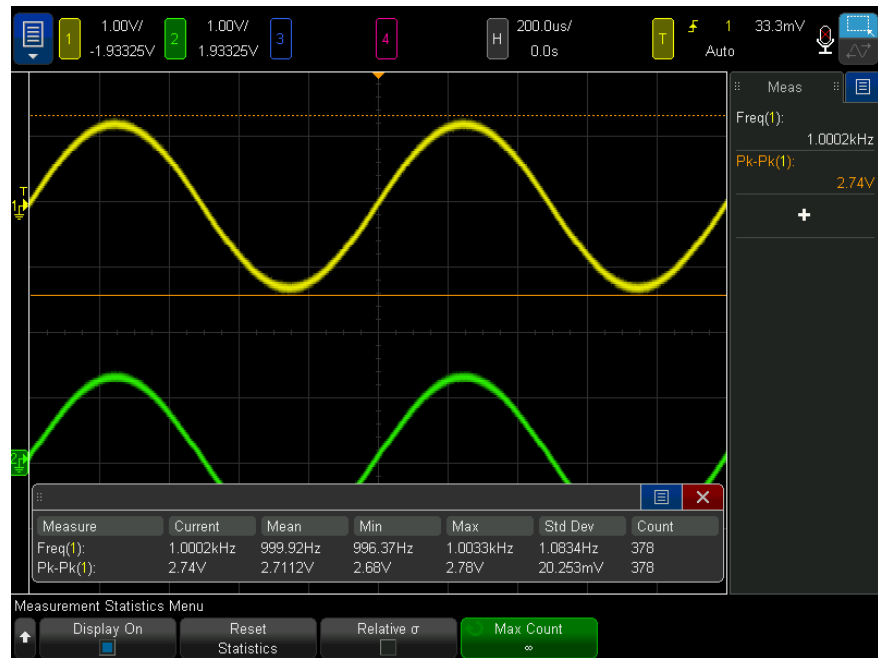 1 1.00V/ 2 1.00V/ 3 4 H 200.0us/ T 1 33.3mV
-1.93325V 1.93325V 0.0s Auto
Meas
Freq(1):
1.0002kHz
Pk-Pk(1):
2.74V
+
T
1
2
Measure Current Mean Min Max Std Dev Count
Freq(1): 1.0002kHz 999.92Hz 996.37Hz 1.0033kHz 1.0834Hz 378
Pk-Pk(1): 2.74V 2.7112V 2.68V 2.78V 20.253mV 378
Measurement Statistics Menu
Display On Reset Relative σ Max Count
Statistics ∞